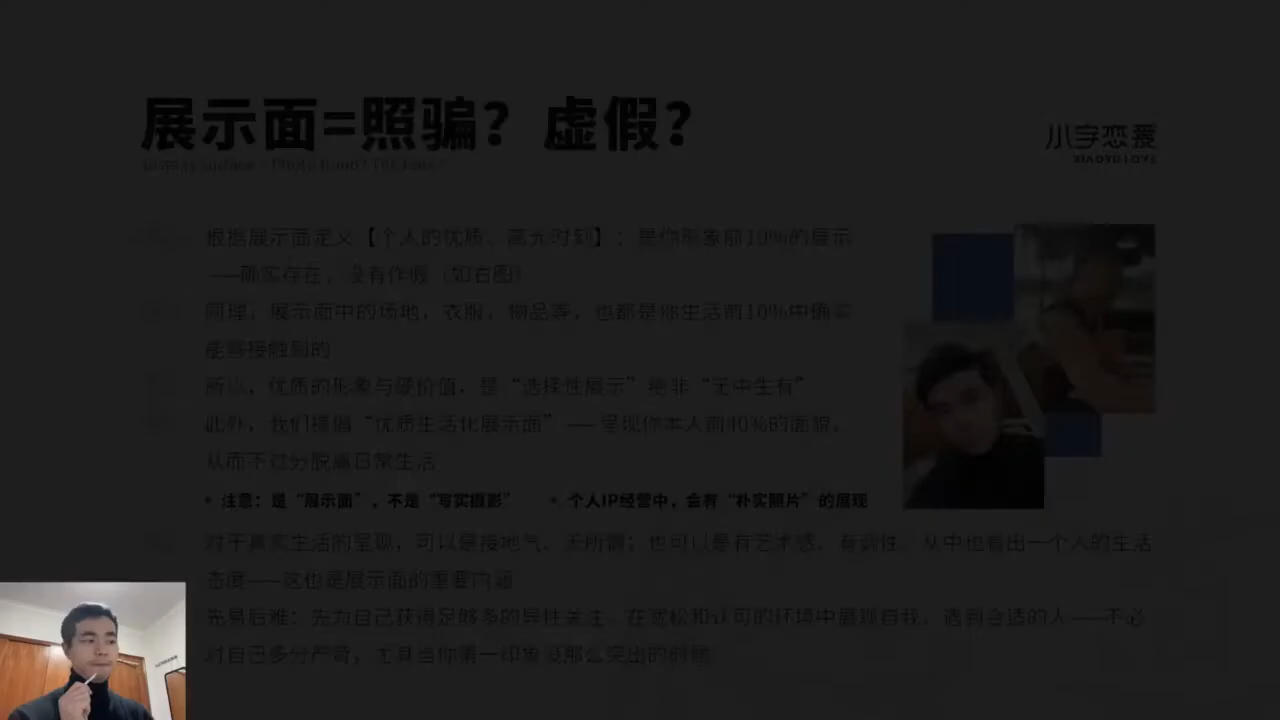 展示面=照骗？虚假？
小宇恋爱
XIAOYU LOVE
根据展示面定义【个人的优质、高光时刻】：是你形象前10%的展示
——确实存在，没有作假（如右图）
同理，展示面中的场地，衣服，物品等，也都是你生活前10%中确实
能够接触到的
所以，优质的形象与硬价值，是“选择性展示”绝非“无中生有”
此外，我们提倡“优质生活化展示面”——呈现你本人前40%的面貌，
从而不过分脱离日常生活
• 注意：是“展示面”，不是“写实摄影” • 个人IP经营中，会有“朴实照片”的展现
对于真实生活的呈现，可以是接地气、无所谓；也可以是有艺术感、有调性。从中也看出一个人的生活
态度——这也是展示面的重要内涵
先易后难：先为自己获得足够多的异性关注，在宽松和认可的环境中展现自我，遇到合适的人——不必
对自己多分严苛，尤其当你第一印象没那么突出的时候